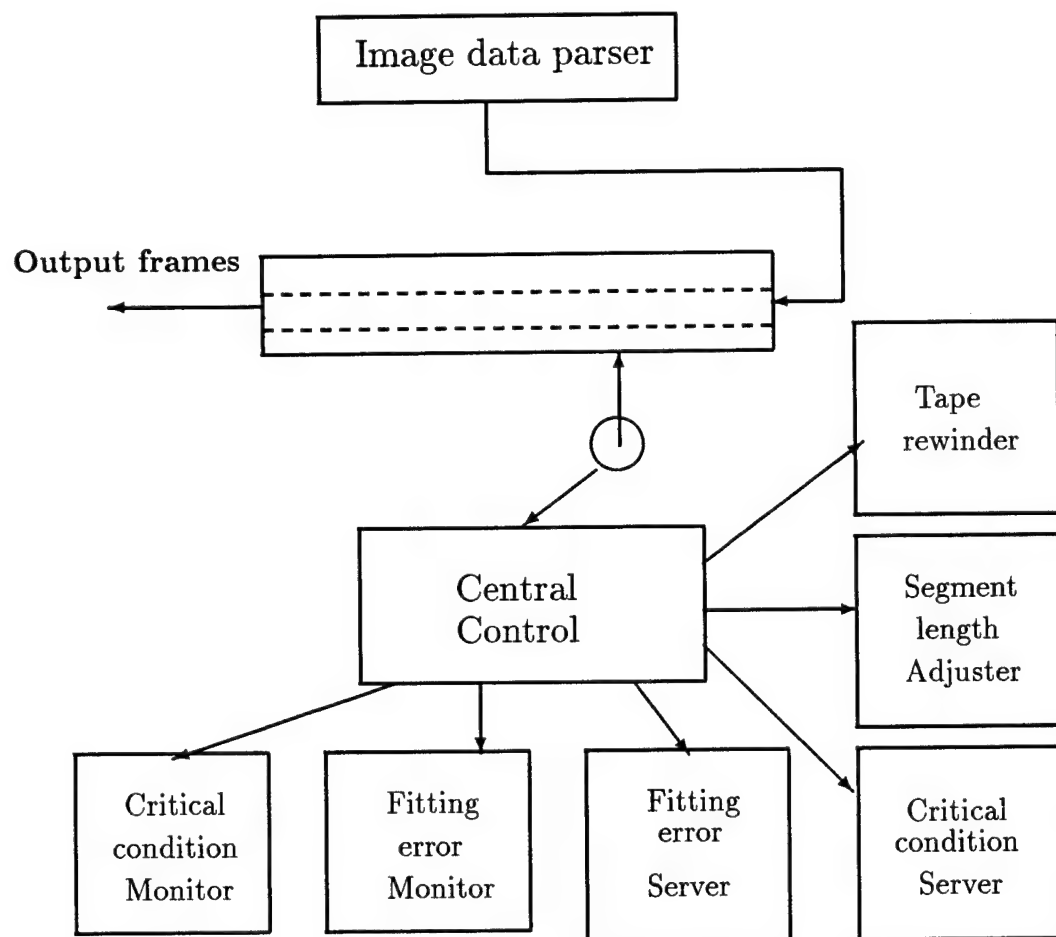 Image data parser
Output frames
Tape
rewinder
Central
Control
Segment
length
Adjuster
Critical
condition
Monitor
Fitting
error
Monitor
Fitting
error
Server
Critical
condition
Server